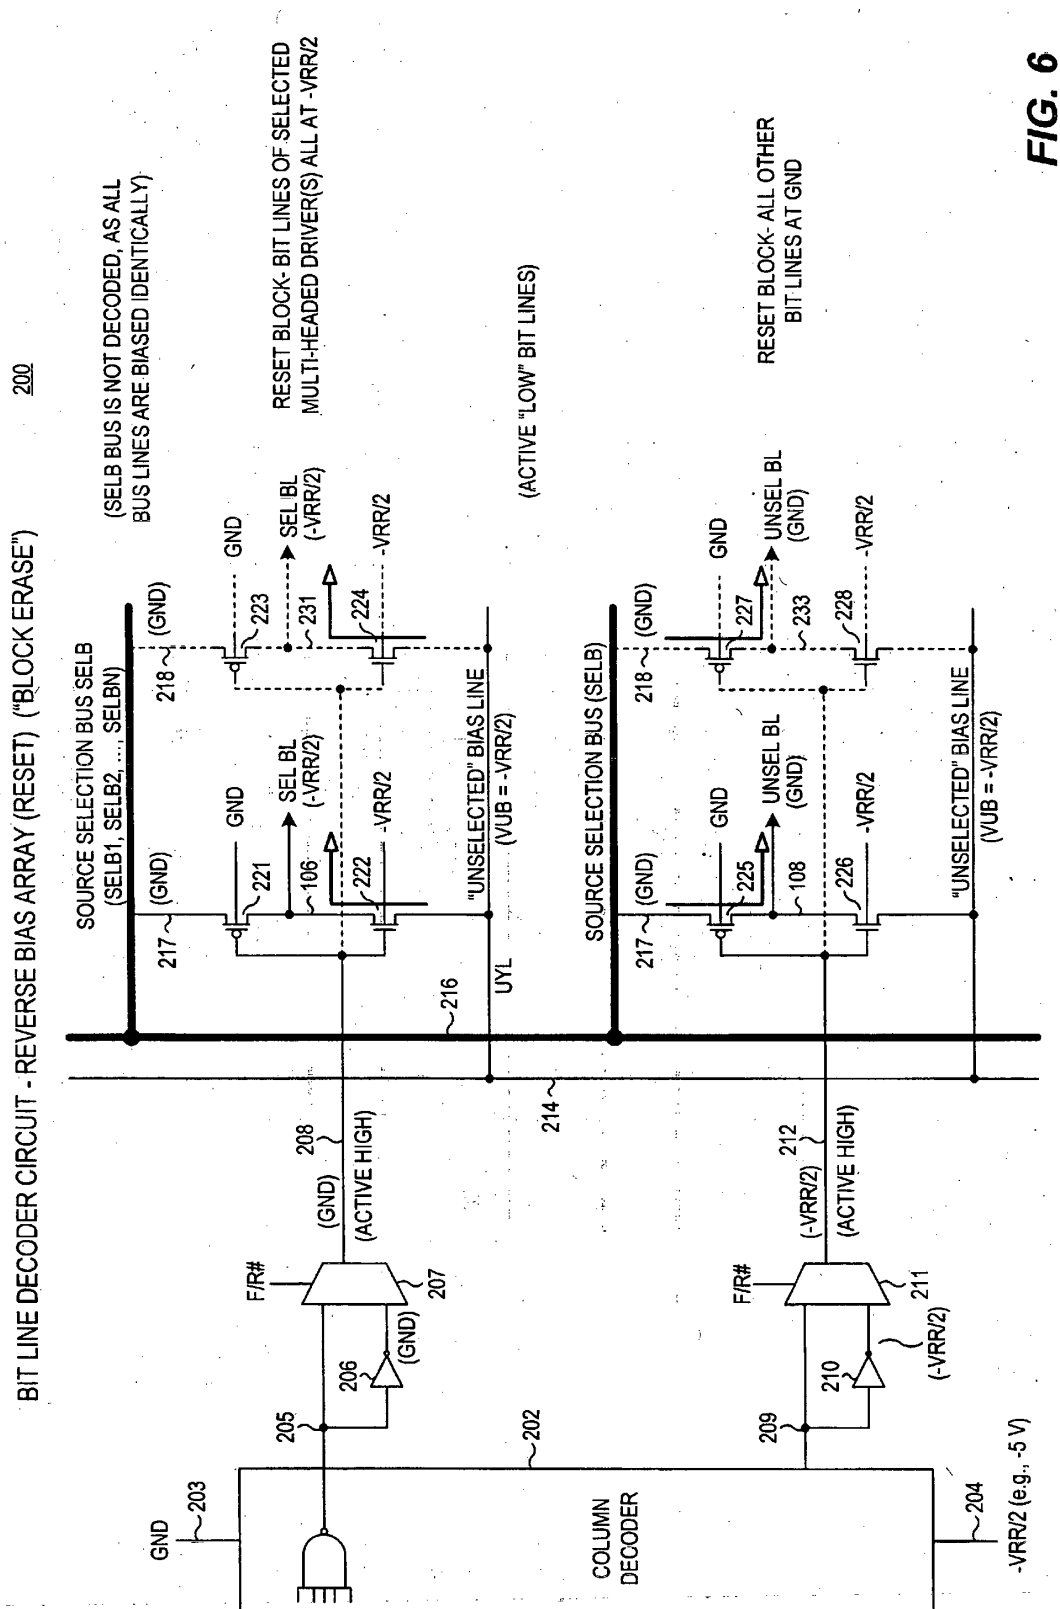 BIT LINE DECODER CIRCUIT - REVERSE BIAS ARRAY (RESET) ("BLOCK ERASE")
200
SOURCE SELECTION BUS SELB
(SELB1, SELB2, ..., SELBN)
(SELB BUS IS NOT DECODED, AS ALL
BUS LINES ARE BIASED IDENTICALLY)
217
(GND)
218
(GND)
GND
221
GND
223
SEL BL
(-VRR/2)
SEL BL
(-VRR/2)
106
231
222
224
-VRR/2
-VRR/2
RESET BLOCK- BIT LINES OF SELECTED
MULTI-HEADED DRIVER(S) ALL AT -VRR/2
UYL
"UNSELECTED" BIAS LINE
(VUB = -VRR/2)
(ACTIVE "LOW" BIT LINES)
GND
203
205
206
(GND)
F/R#
207
208
(GND)
(ACTIVE HIGH)
216
214
202
COLUMN
DECODER
SOURCE SELECTION BUS (SELB)
217
(GND)
218
(GND)
GND
225
GND
227
UNSEL BL
(GND)
UNSEL BL
(GND)
108
233
226
228
-VRR/2
-VRR/2
RESET BLOCK- ALL OTHER
BIT LINES AT GND
209
210
(-VRR/2)
F/R#
211
212
(-VRR/2)
(ACTIVE HIGH)
"UNSELECTED" BIAS LINE
(VUB = -VRR/2)
204
-VRR/2 (e.g., -5 V)
FIG. 6